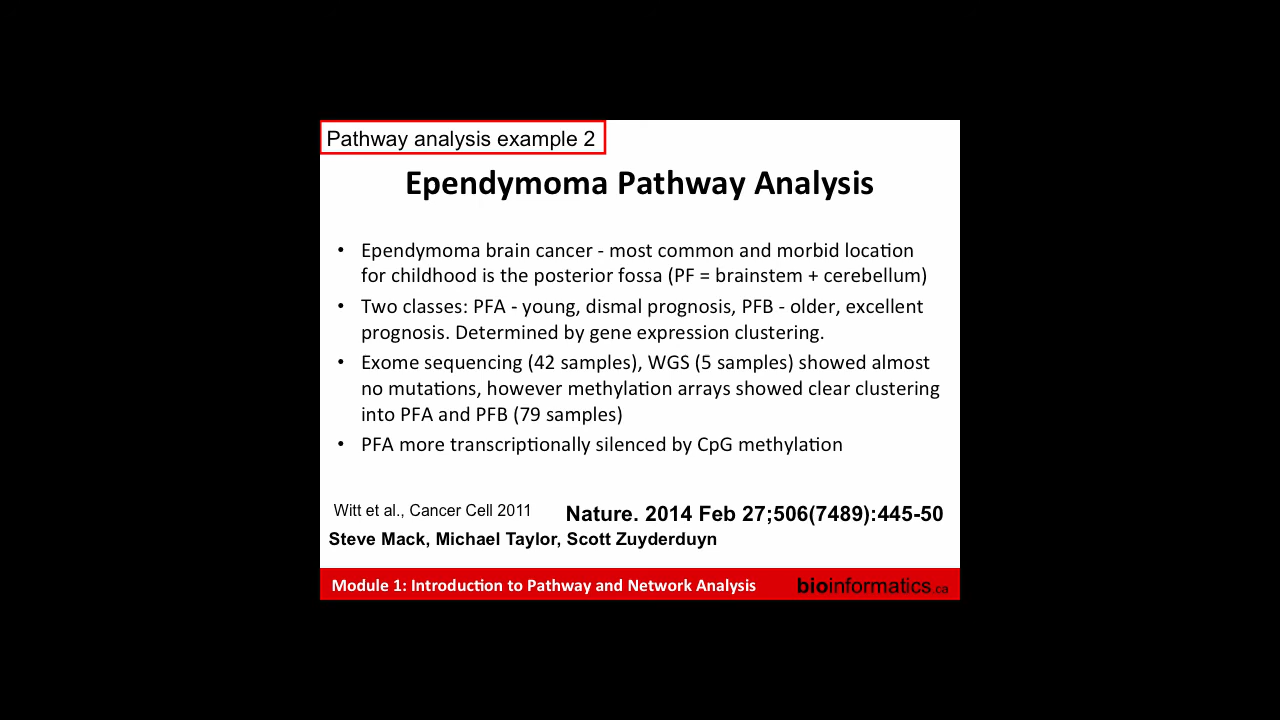 Pathway analysis example 2
Ependymoma Pathway Analysis
• Ependymoma brain cancer - most common and morbid location
for childhood is the posterior fossa (PF = brainstem + cerebellum)
• Two classes: PFA - young, dismal prognosis, PFB - older, excellent
prognosis. Determined by gene expression clustering.
• Exome sequencing (42 samples), WGS (5 samples) showed almost
no mutations, however methylation arrays showed clear clustering
into PFA and PFB (79 samples)
• PFA more transcriptionally silenced by CpG methylation
Witt et al., Cancer Cell 2011
Nature. 2014 Feb 27;506(7489):445-50
Steve Mack, Michael Taylor, Scott Zuyderduyn
Module 1: Introduction to Pathway and Network Analysis
bioinformatics.ca